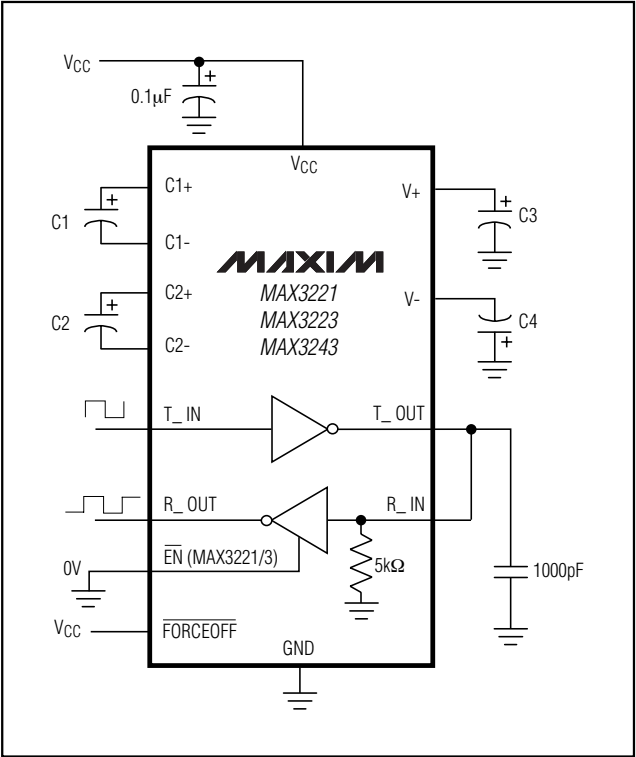 VCC
0.1µF
+
VCC
C1+
V+
+
+
C1
C3
C1-
MAXIM
C2+
MAX3221
V-
+
C2
MAX3223
C4
+
C2-
MAX3243
T_ IN
T_ OUT
R_ OUT
R_ IN
EN (MAX3221/3)
5kΩ
0V
1000pF
VCC
FORCEOFF
GND